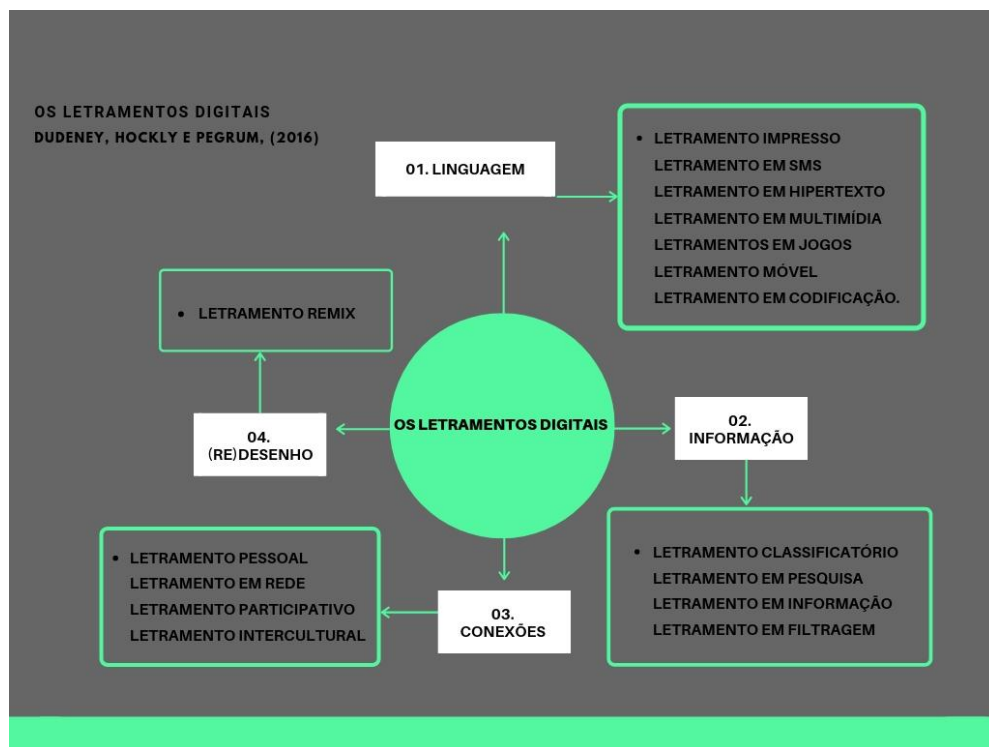 OS LETRAMENTOS DIGITAIS
DUDENEY, HOCKLY E PEGRUM, (2016)
01. LINGUAGEM
• LETRAMENTO IMPRESSO
LETRAMENTO EM SMS
LETRAMENTO EM HIPERTEXTO
LETRAMENTO EM MULTIMÍDIA
LETRAMENTOS EM JOGOS
LETRAMENTO MÓVEL
LETRAMENTO EM CODIFICAÇÃO.
• LETRAMENTO REMIX
OS LETRAMENTOS DIGITAIS
02.
INFORMAÇÃO
04.
(RE)DESENHO
• LETRAMENTO CLASSIFICATÓRIO
LETRAMENTO EM PESQUISA
LETRAMENTO EM INFORMAÇÃO
LETRAMENTO EM FILTRAGEM
• LETRAMENTO PESSOAL
LETRAMENTO EM REDE
LETRAMENTO PARTICIPATIVO
LETRAMENTO INTERCULTURAL
03.
CONEXÕES